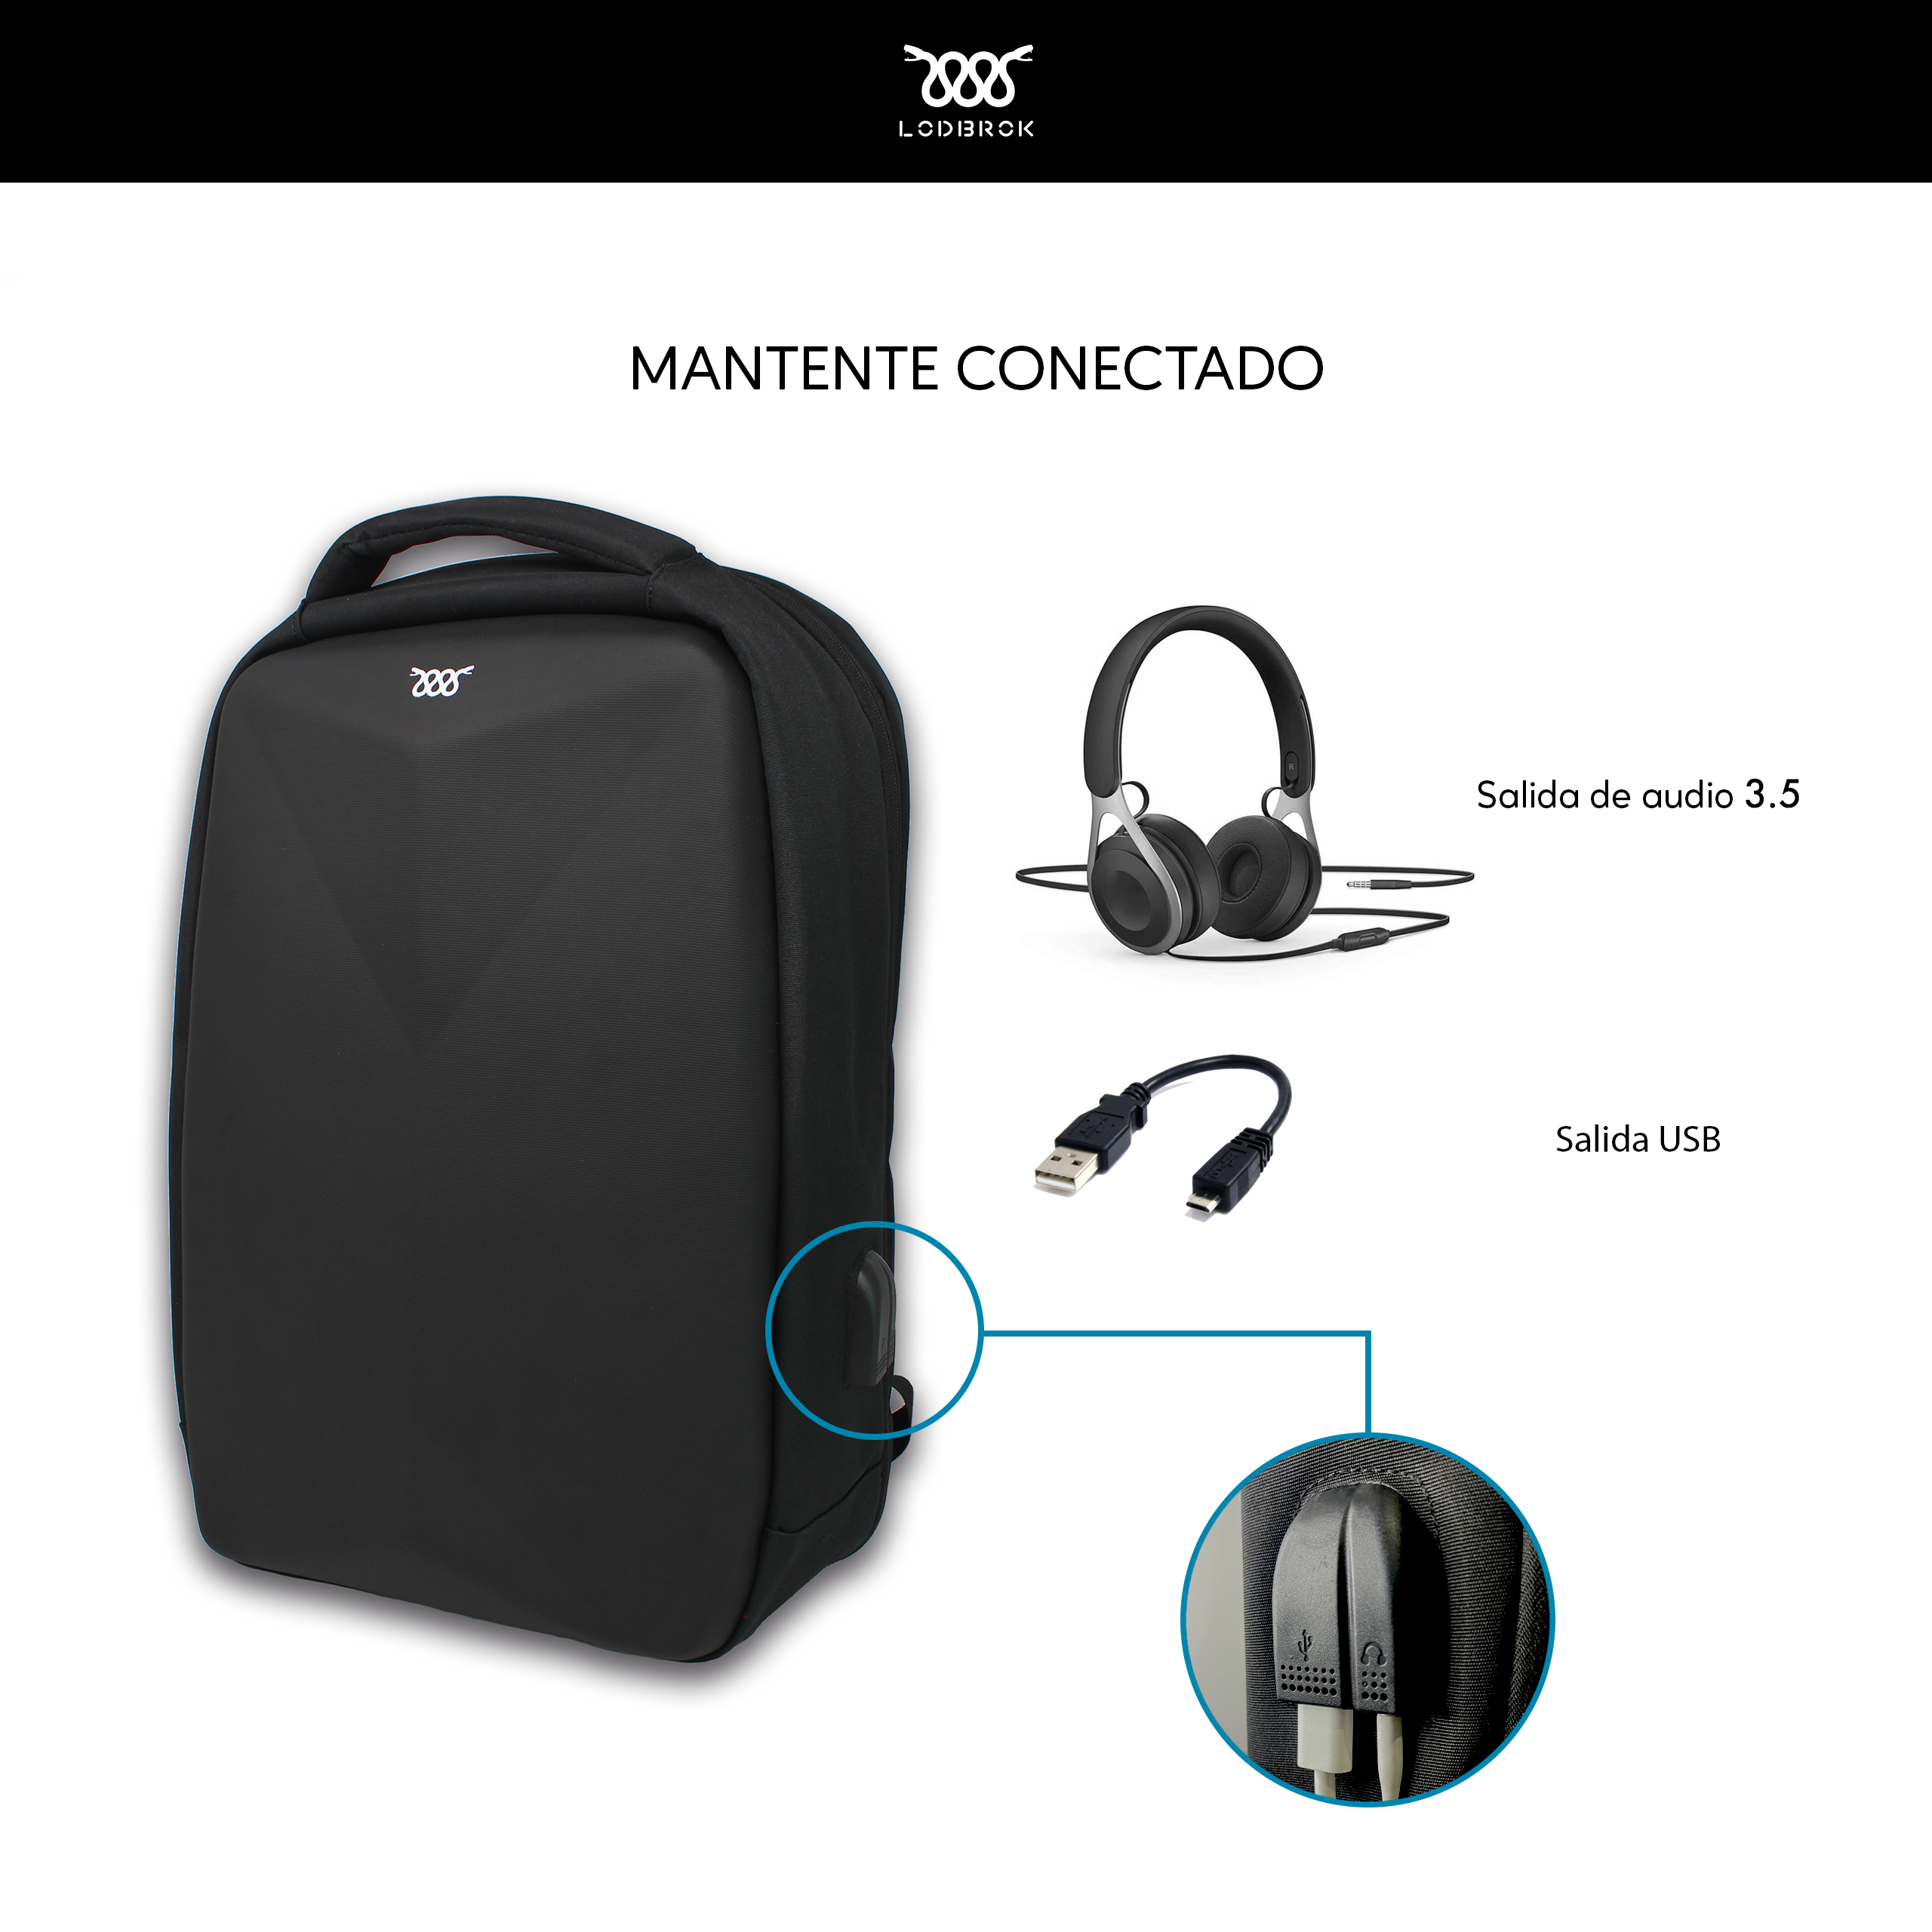 LODBROK
MANTENTE CONECTADO
R
Salida de audio 3.5
Salida USB